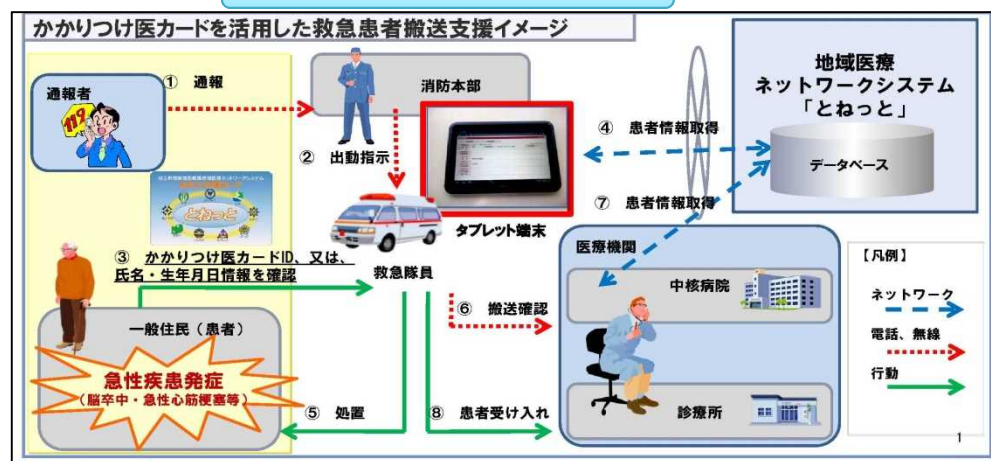 かかりつけ医カードを活用した救急患者搬送支援イメージ
① 通報
通報者
119
消防本部
② 出動指示
地域医療
ネットワークシステム
「とねっと」
データベース
④ 患者情報取得
⑦ 患者情報取得
タブレット端末
とねっと
③ かかりつけ医カードID、又は、
氏名・生年月日情報を確認
救急隊員
医療機関
中核病院
⑥ 搬送確認
一般住民（患者）
急性疾患発症
（脳卒中・急性心筋梗塞等）
⑤ 処置
⑧ 患者受け入れ
診療所
【凡例】
ネットワーク
電話、無線
行動
1